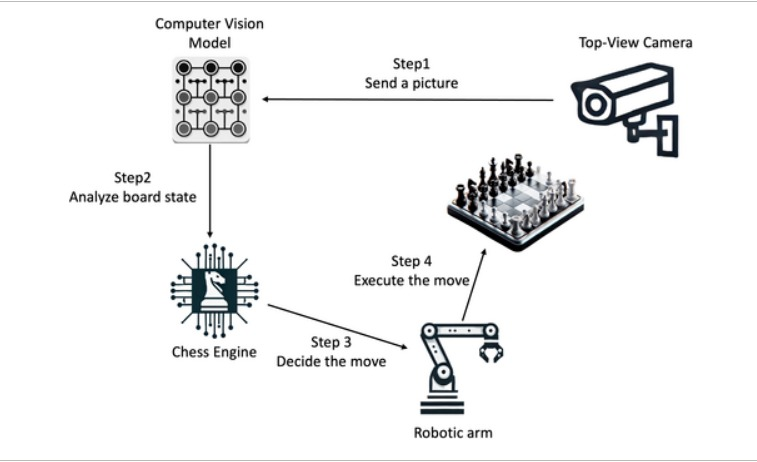 Computer Vision
Model
Top-View Camera
Step1
Send a picture
Step2
Analyze board state
Step 4
Execute the move
Chess Engine
Step 3
Decide the move
Robotic arm